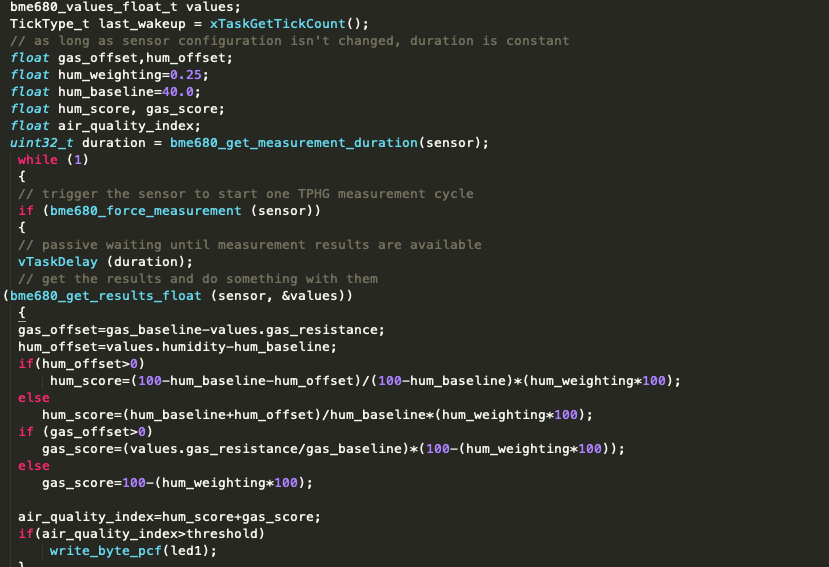 bme680_values_float_t values;
TickType_t last_wakeup = xTaskGetTickCount();
// as long as sensor configuration isn't changed, duration is constant
float gas_offset,hum_offset;
float hum_weighting=0.25;
float hum_baseline=40.0;
float hum_score, gas_score;
float air_quality_index;
uint32_t duration = bme680_get_measurement_duration(sensor);
while (1)
{
// trigger the sensor to start one TPHG measurement cycle
if (bme680_force_measurement (sensor))
{
// passive waiting until measurement results are available
vTaskDelay (duration);
// get the results and do something with them
(bme680_get_results_float (sensor, &values))
{
gas_offset=gas_baseline-values.gas_resistance;
hum_offset=values.humidity-hum_baseline;
if(hum_offset>0)
hum_score=(100-hum_baseline-hum_offset)/(100-hum_baseline)*(hum_weighting*100);
else
hum_score=(hum_baseline+hum_offset)/hum_baseline*(hum_weighting*100);
if (gas_offset>0)
gas_score=(values.gas_resistance/gas_baseline)*(100-(hum_weighting*100));
else
gas_score=100-(hum_weighting*100);
air_quality_index=hum_score+gas_score;
if(air_quality_index>threshold)
write_byte_pcf(led1);
}